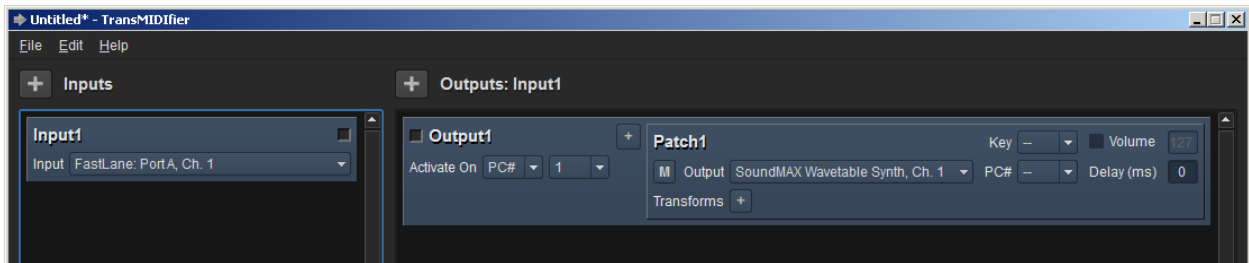 Untitled* - TransMIDIfier
File Edit Help
+ Inputs
+ Outputs: Input1
Input1
Input FastLane: Port A, Ch. 1
Output1 +
Activate On PC# 1
Patch1 Key -- Volume 127
M Output SoundMAX Wavetable Synth, Ch. 1 PC# -- Delay (ms) 0
Transforms +